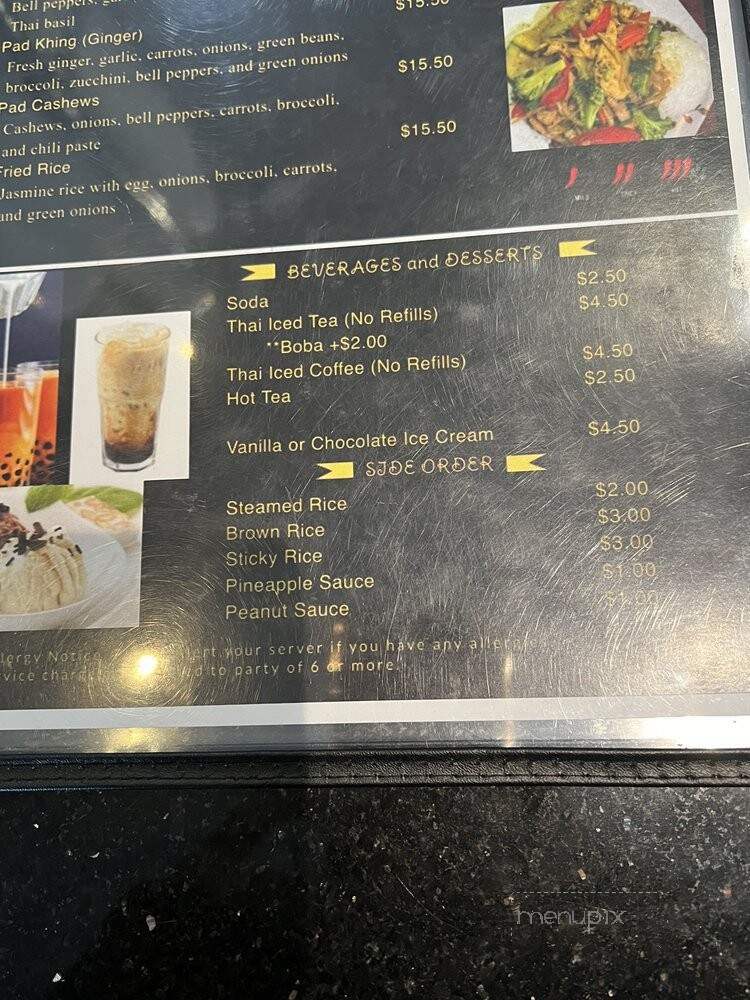 Bell peppers,
Thai basil
$15.50
Pad Khing (Ginger)
Fresh ginger, garlic, carrots, onions, green beans,
broccoli, zucchini, bell peppers, and green onions
$15.50
Pad Cashews
Cashews, onions, bell peppers, carrots, broccoli,
and chili paste
$15.50
Fried Rice
Jasmine rice with egg, onions, broccoli, carrots,
and green onions
BEVERAGES and DESSERTS
Soda $2.50
Thai Iced Tea (No Refills) $4.50
**Boba +$2.00
Thai Iced Coffee (No Refills) $4.50
Hot Tea $2.50
Vanilla or Chocolate Ice Cream $4.50
SIDE ORDER
Steamed Rice $2.00
Brown Rice $3.00
Sticky Rice $3.00
Pineapple Sauce $1.00
Peanut Sauce $1.00
your server if you have any
to party of 6 or more.
menupix